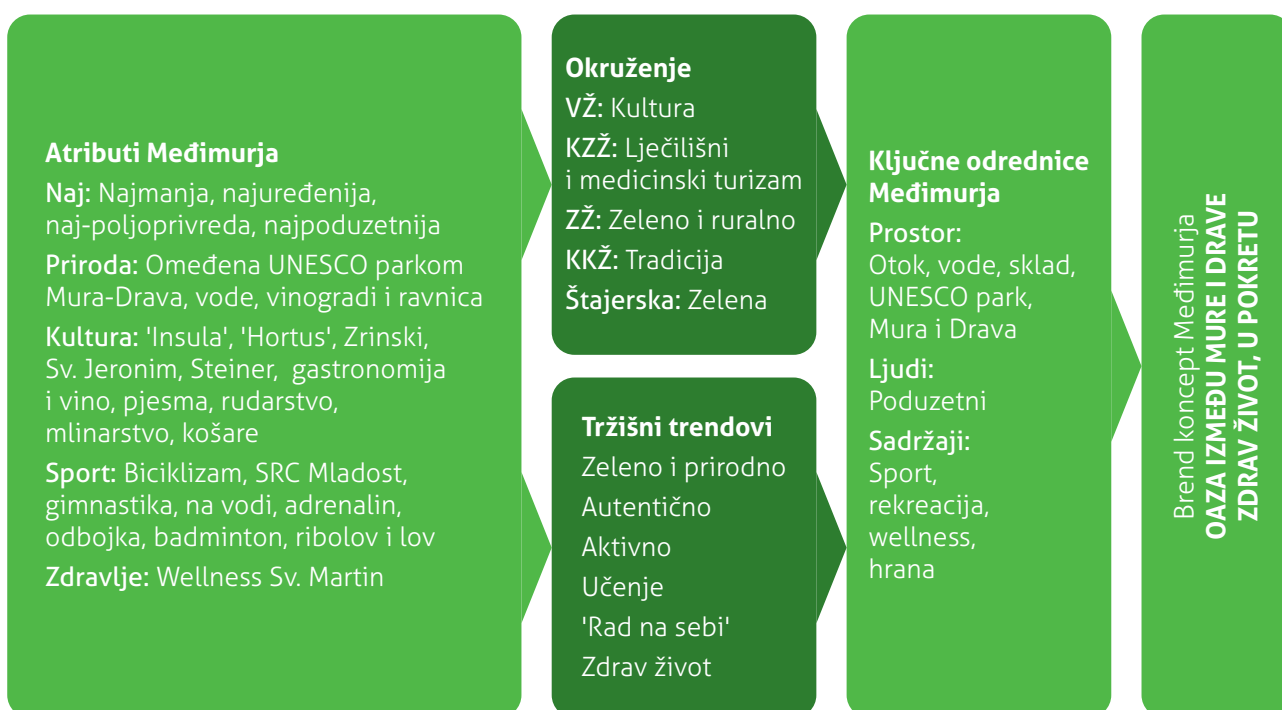 Atributi Međimurja
Naj: Najmanja, najuređenija,
naj-poljoprivreda, najpoduzetnija
Priroda: Omeđena UNESCO parkom
Mura-Drava, vode, vinogradi i ravnica
Kultura: 'Insula', 'Hortus', Zrinski,
Sv. Jeronim, Steiner, gastronomija
i vino, pjesma, rudarstvo,
mlinarstvo, košare
Sport: Biciklizam, SRC Mladost,
gimnastika, na vodi, adrenalin,
odbojka, badminton, ribolov i lov
Zdravlje: Wellness Sv. Martin
Okruženje
VŽ: Kultura
KZŽ: Lječilišni
i medicinski turizam
ZŽ: Zeleno i ruralno
KKŽ: Tradicija
Štajerska: Zelena
Tržišni trendovi
Zeleno i prirodno
Autentično
Aktivno
Učenje
'Rad na sebi'
Zdrav život
Ključne odrednice
Međimurja
Prostor:
Otok, vode, sklad,
UNESCO park,
Mura i Drava
Ljudi:
Poduzetni
Sadržaji:
Sport,
rekreacija,
wellness,
hrana
Brend koncept Međimurja
OAZA IZMEĐU MURE I DRAVE
ZDRAV ŽIVOT, U POKRETU